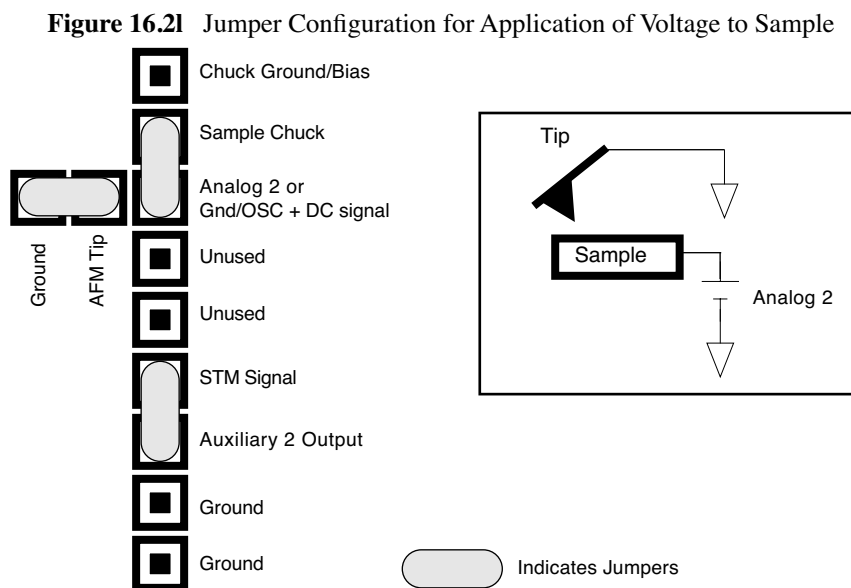 Figure 16.2l Jumper Configuration for Application of Voltage to Sample
Chuck Ground/Bias
Sample Chuck
Analog 2 or
Gnd/OSC + DC signal
Ground
AFM Tip
Unused
Unused
STM Signal
Auxiliary 2 Output
Ground
Ground
Tip
Sample
Analog 2
Indicates Jumpers